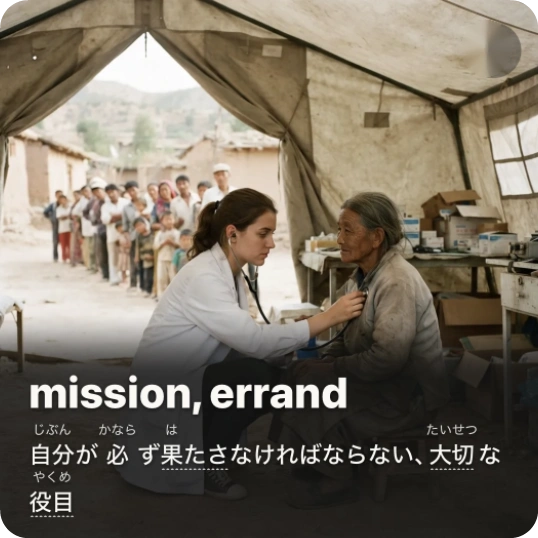 mission, errand
じぶん かなら は たいせつ
自分が必ず果たさなければならない、大切な
やくめ
役目